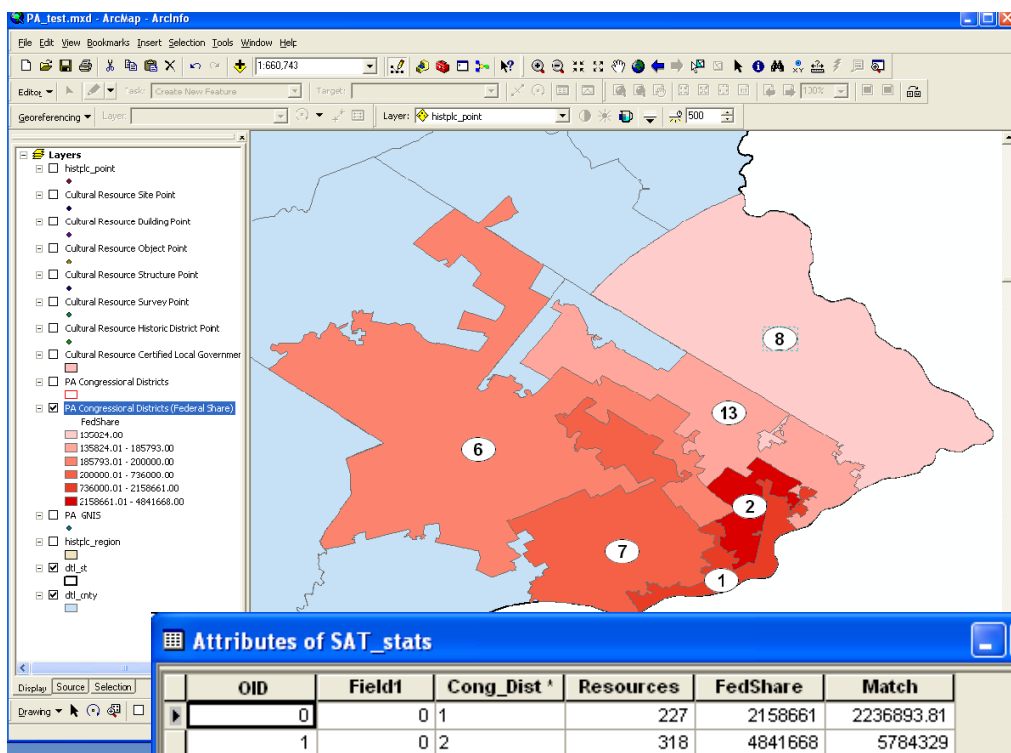 PA_test.mxd - ArcMap - ArcInfo
File Edit View Bookmarks Insert Selection Tools Window Help
1:660,743
Editor Task: Create New Feature Target: 100%
Georeferencing Layer: Layer: histplc_point 500
Layers
histplc_point
Cultural Resource Site Point
Cultural Resource Building Point
Cultural Resource Object Point
Cultural Resource Structure Point
Cultural Resource Survey Point
Cultural Resource Historic District Point
Cultural Resource Certified Local Governmer
PA Congressional Districts
PA Congressional Districts (Federal Share)
FedShare
135824.01 - 185793.00
185793.01 - 200000.00
200000.01 - 736000.00
736000.01 - 2158661.00
2158661.01 - 4841668.00
PA GNIS
histplc_region
dtl_st
dtl_cnty
8
13
6
2
7
1
Display Source Selection
Drawing
Attributes of SAT_stats
OID Field1 Cong_Dist * Resources FedShare Match
0 0 1 227 2158661 2236893.81
1 0 2 318 4841668 5784329